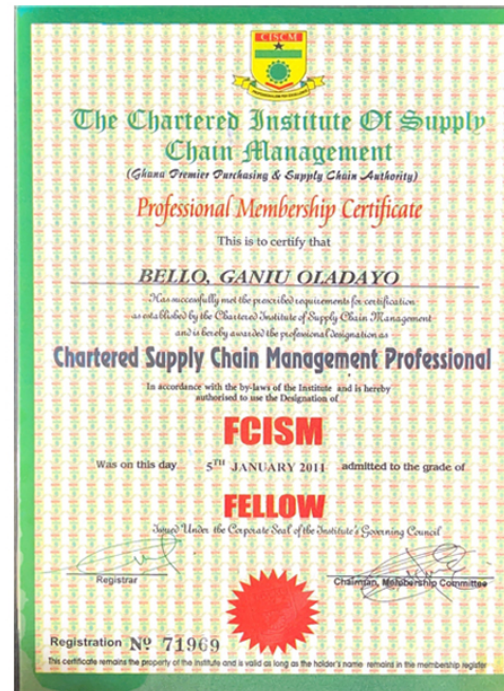 CISCM
The Chartered Institute Of Supply
Chain Management
(Ghana Premier Purchasing & Supply Chain Authority)
Professional Membership Certificate
This is to certify that
BELLO, GANIU OLADAYO
Has successfully met the prescribed requirements for certification
as established by the Chartered Institute of Supply Chain Management
and is hereby awarded the professional designation as
Chartered Supply Chain Management Professional
In accordance with the by-laws of the Institute and is hereby
authorised to use the Designation of
FCISM
Was on this day 5TH JANUARY 2011 admitted to the grade of
FELLOW
Issued Under the Corporate Seal of the Institute's Governing Council
Registrar
Chairman, Membership Committee
Registration No 71969
This certificate remains the property of the institute and is valid as long as the holder's name remains in the membership register